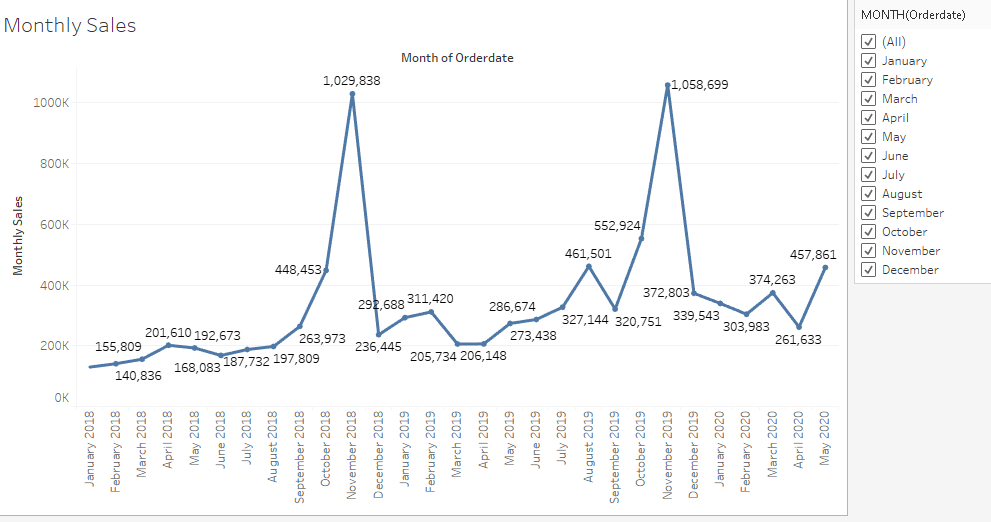 Monthly Sales
Month of Orderdate
Monthly Sales
1000K
800K
600K
400K
200K
0K
155,809
140,836
201,610
168,083
192,673
187,732
197,809
263,973
448,453
1,029,838
236,445
292,688
311,420
205,734
206,148
286,674
273,438
327,144
461,501
320,751
552,924
1,058,699
372,803
339,543
303,983
374,263
261,633
457,861
January 2018
February 2018
March 2018
April 2018
May 2018
June 2018
July 2018
August 2018
September 2018
October 2018
November 2018
December 2018
January 2019
February 2019
March 2019
April 2019
May 2019
June 2019
July 2019
August 2019
September 2019
October 2019
November 2019
December 2019
January 2020
February 2020
March 2020
April 2020
May 2020
MONTH(Orderdate)
(All)
January
February
March
April
May
June
July
August
September
October
November
December